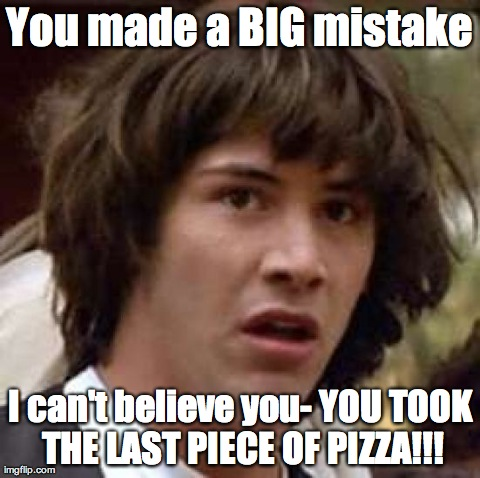 You made a BIG mistake
I can't believe you- YOU TOOK
THE LAST PIECE OF PIZZA!!!
imgflip.com